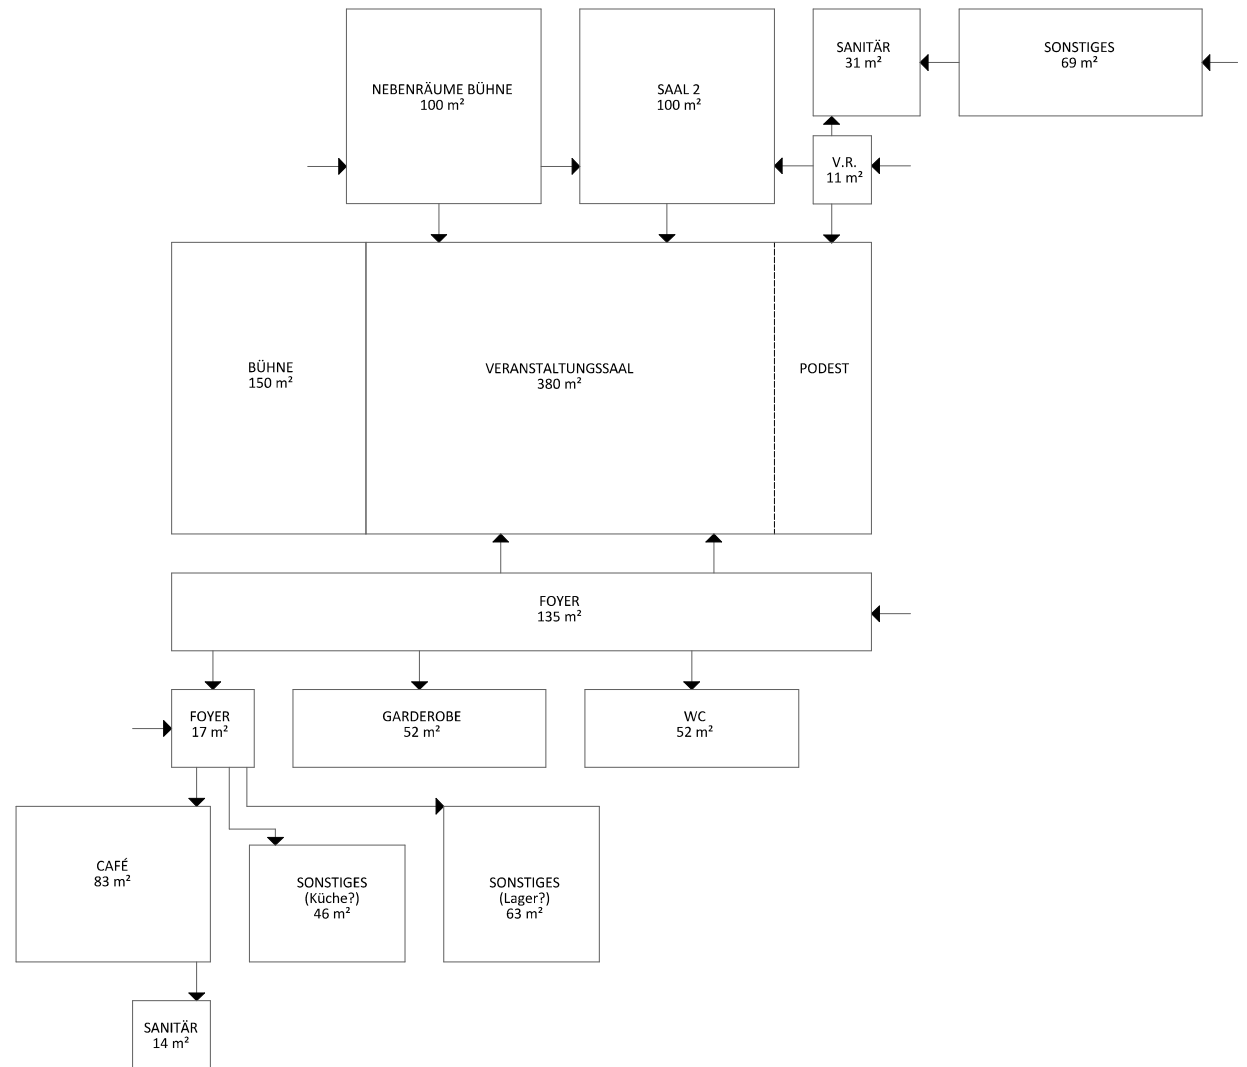 NEBENRÄUME BÜHNE
100 m²
SAAL 2
100 m²
SANITÄR
31 m²
SONSTIGES
69 m²
V.R.
11 m²
BÜHNE
150 m²
VERANSTALTUNGSSAAL
380 m²
PODEST
FOYER
135 m²
FOYER
17 m²
GARDEROBE
52 m²
WC
52 m²
CAFÉ
83 m²
SONSTIGES
(Küche?)
46 m²
SONSTIGES
(Lager?)
63 m²
SANITÄR
14 m²